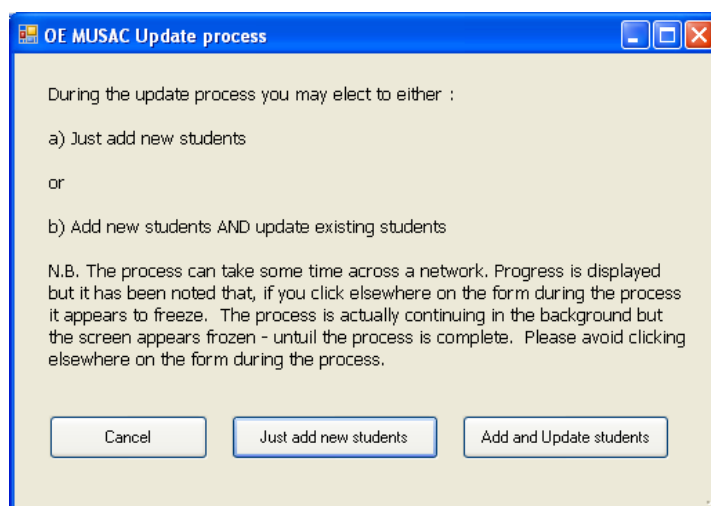 OE MUSAC Update process
During the update process you may elect to either :
a) Just add new students
or
b) Add new students AND update existing students
N.B. The process can take some time across a network. Progress is displayed
but it has been noted that, if you click elsewhere on the form during the process
it appears to freeze. The process is actually continuing in the background but
the screen appears frozen - untuil the process is complete. Please avoid clicking
elsewhere on the form during the process.
Cancel
Just add new students
Add and Update students